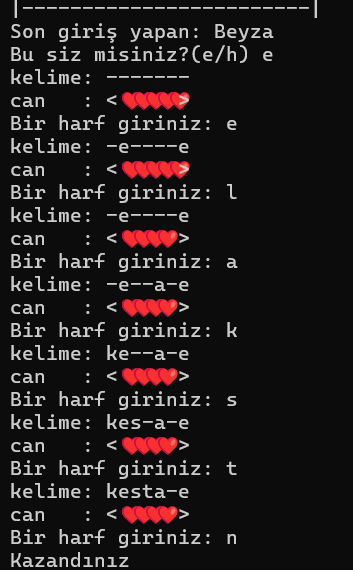 |------------------------|
Son giriş yapan: Beyza
Bu siz misiniz?(e/h) e
kelime: -------
can   : <❤❤❤❤❤>
Bir harf giriniz: e
kelime: -e----e
can   : <❤❤❤❤❤>
Bir harf giriniz: l
kelime: -e----e
can   : <❤❤❤❤>
Bir harf giriniz: a
kelime: -e--a-e
can   : <❤❤❤❤>
Bir harf giriniz: k
kelime: ke--a-e
can   : <❤❤❤❤>
Bir harf giriniz: s
kelime: kes-a-e
can   : <❤❤❤❤>
Bir harf giriniz: t
kelime: kesta-e
can   : <❤❤❤❤>
Bir harf giriniz: n
Kazandınız